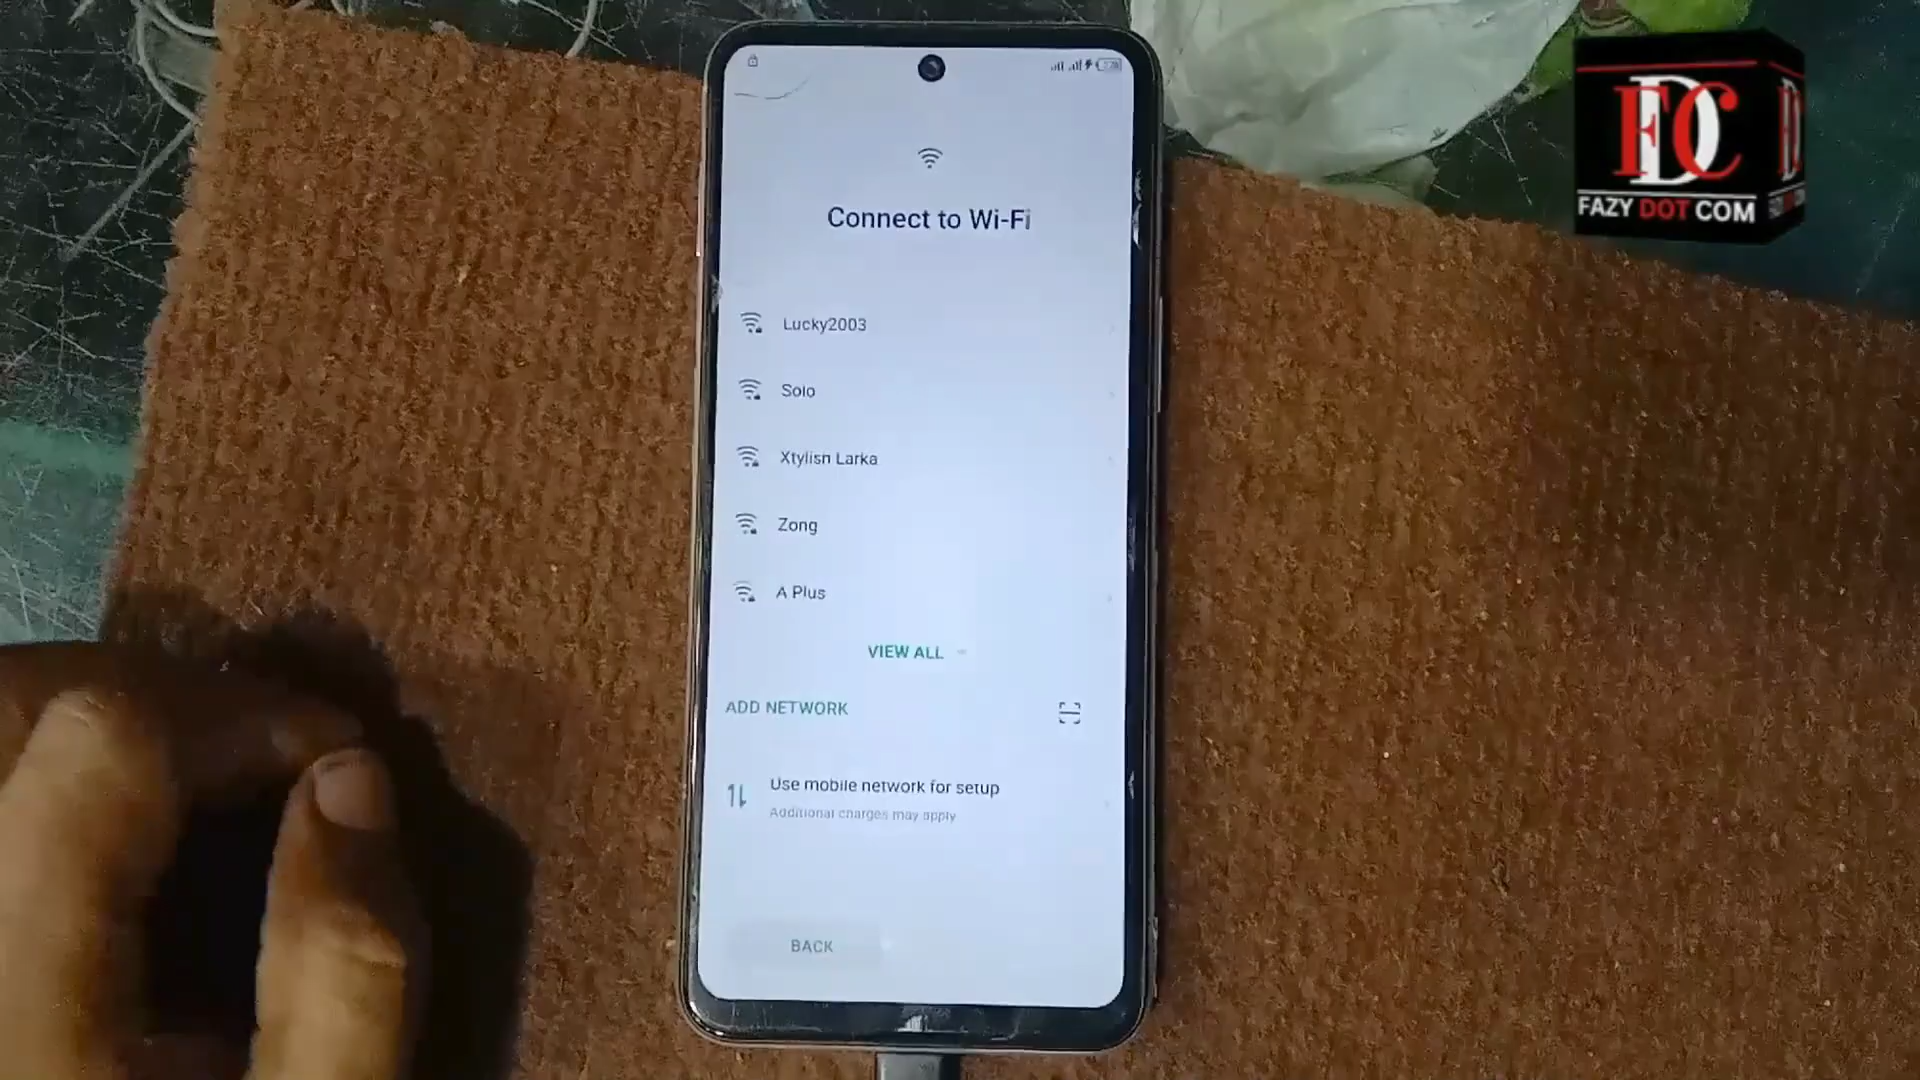 Connect to Wi-Fi
Lucky2003
Solo
Xtylish Larka
Zong
A Plus
VIEW ALL
ADD NETWORK
Use mobile network for setup
Additional charges may apply
BACK
FDC
FAZY DOT COM